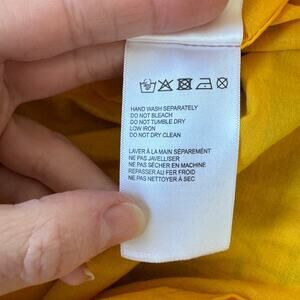 HAND WASH SEPARATELY
DO NOT BLEACH
DO NOT TUMBLE DRY
LOW IRON
DO NOT DRY CLEAN
LAVER À LA MAIN SÉPARÉMENT
NE PAS JAVELLISER
NE PAS SÉCHER EN MACHINE
REPASSER AU FER FROID
NE PAS NETTOYER À SEC